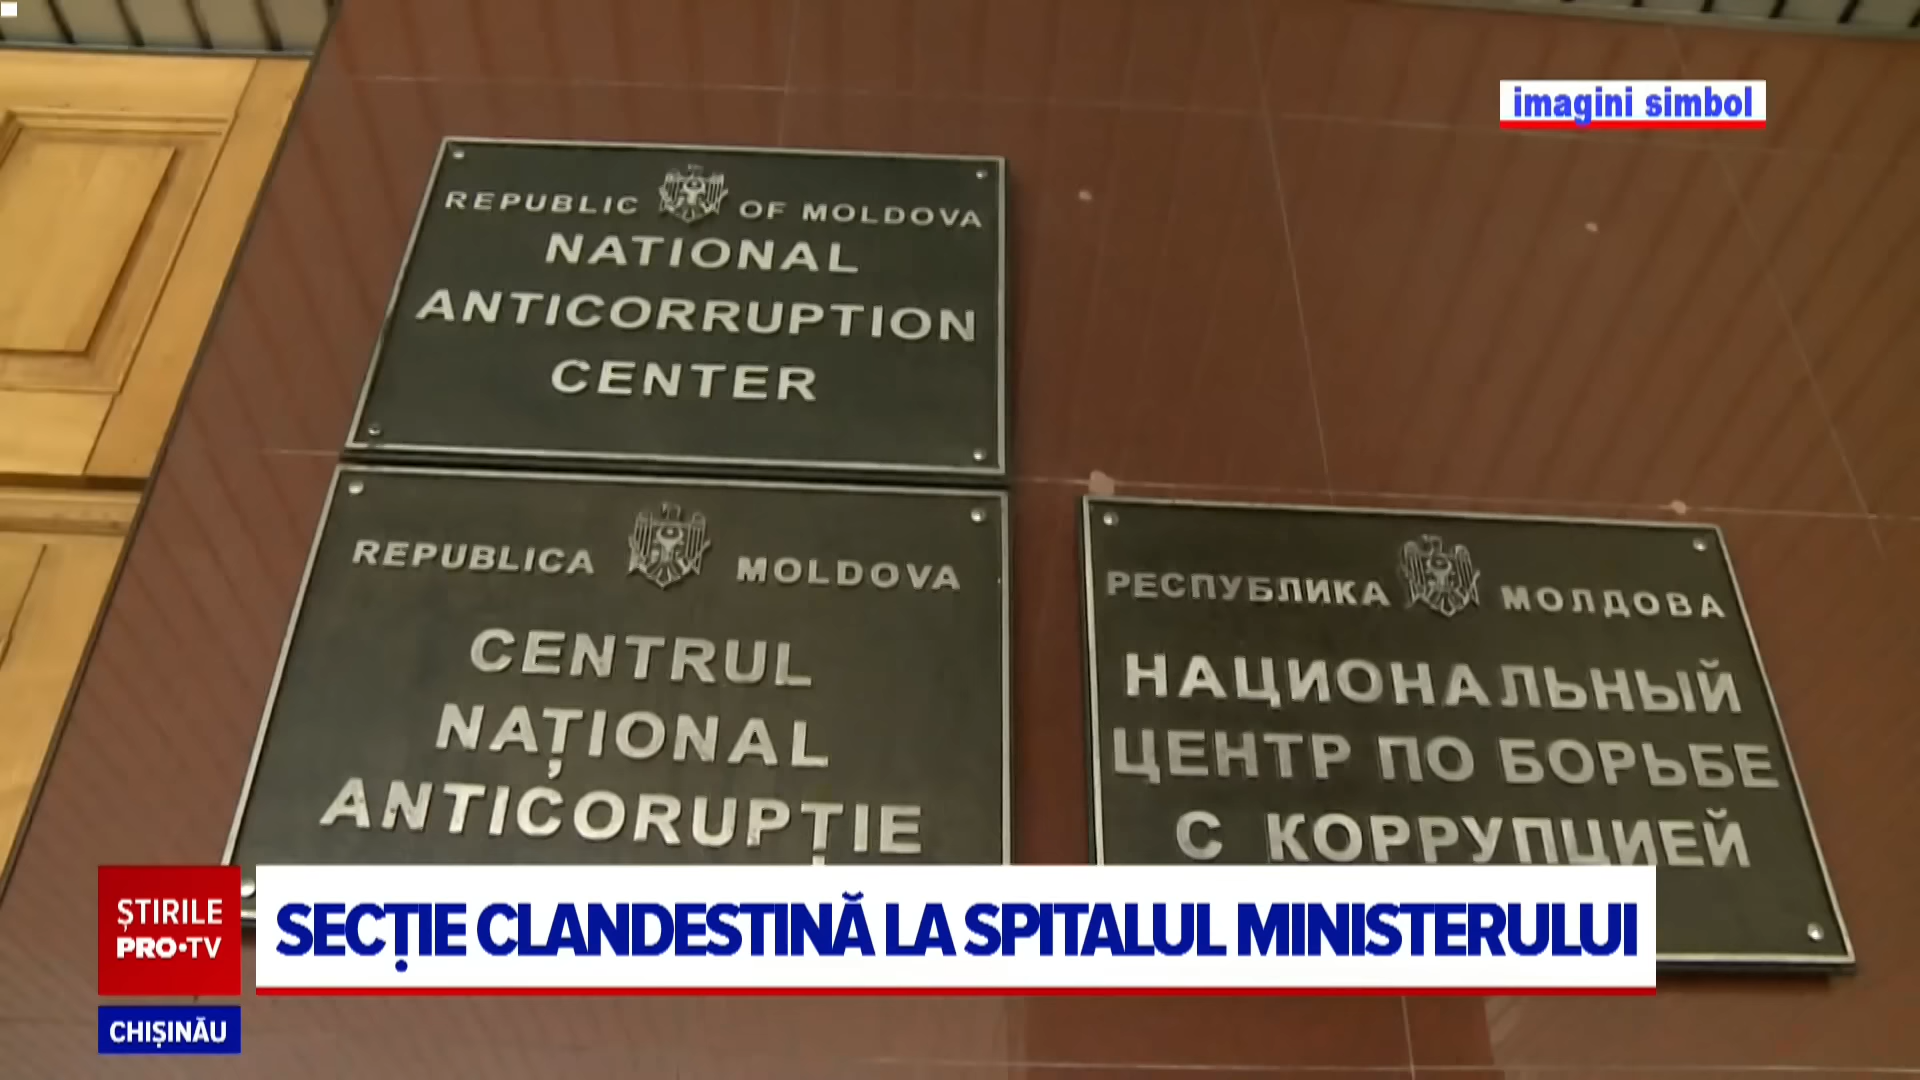 imagini simbol
REPUBLIC OF MOLDOVA
NATIONAL
ANTICORRUPTION
CENTER
REPUBLICA MOLDOVA
CENTRUL
NAȚIONAL
ANTICORUPȚIE
РЕСПУБЛИКА МОЛДОВА
НАЦИОНАЛЬНЫЙ
ЦЕНТР ПО БОРЬБЕ
С КОРРУПЦИЕЙ
ȘTIRILE
PRO•TV
SECȚIE CLANDESTINĂ LA SPITALUL MINISTERULUI
CHIȘINĂU